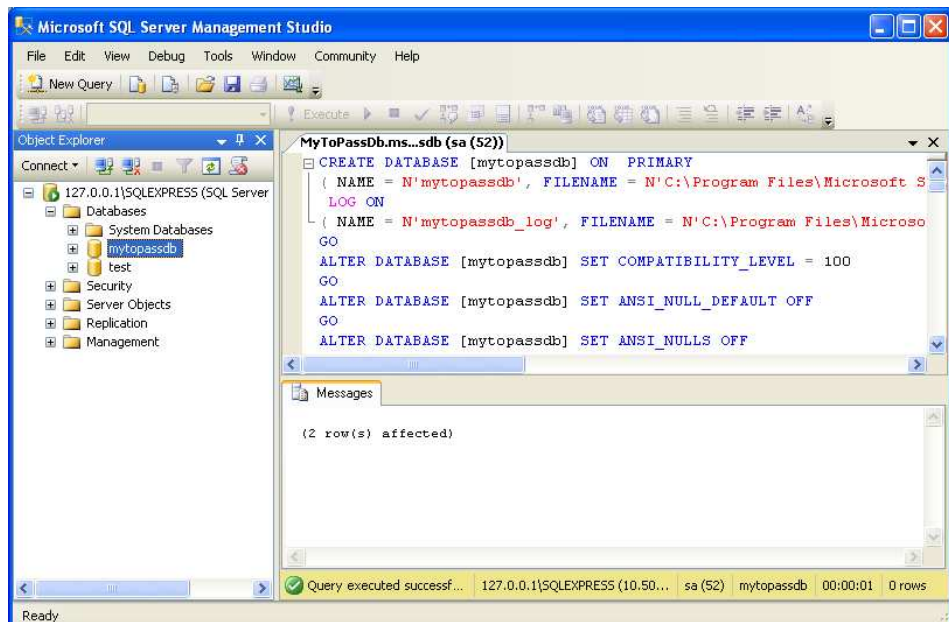 Microsoft SQL Server Management Studio
File Edit View Debug Tools Window Community Help
New Query
Execute
Object Explorer
Connect
127.0.0.1\SQLEXPRESS (SQL Server
Databases
System Databases
mytopassdb
test
Security
Server Objects
Replication
Management
MyToPassDb.ms...sdb (sa (52))
CREATE DATABASE [mytopassdb] ON PRIMARY
( NAME = N'mytopassdb', FILENAME = N'C:\Program Files\Microsoft S
LOG ON
( NAME = N'mytopassdb_log', FILENAME = N'C:\Program Files\Microso
GO
ALTER DATABASE [mytopassdb] SET COMPATIBILITY_LEVEL = 100
GO
ALTER DATABASE [mytopassdb] SET ANSI_NULL_DEFAULT OFF
GO
ALTER DATABASE [mytopassdb] SET ANSI_NULLS OFF
Messages
(2 row(s) affected)
Query executed successf... 127.0.0.1\SQLEXPRESS (10.50... sa (52) mytopassdb 00:00:01 0 rows
Ready